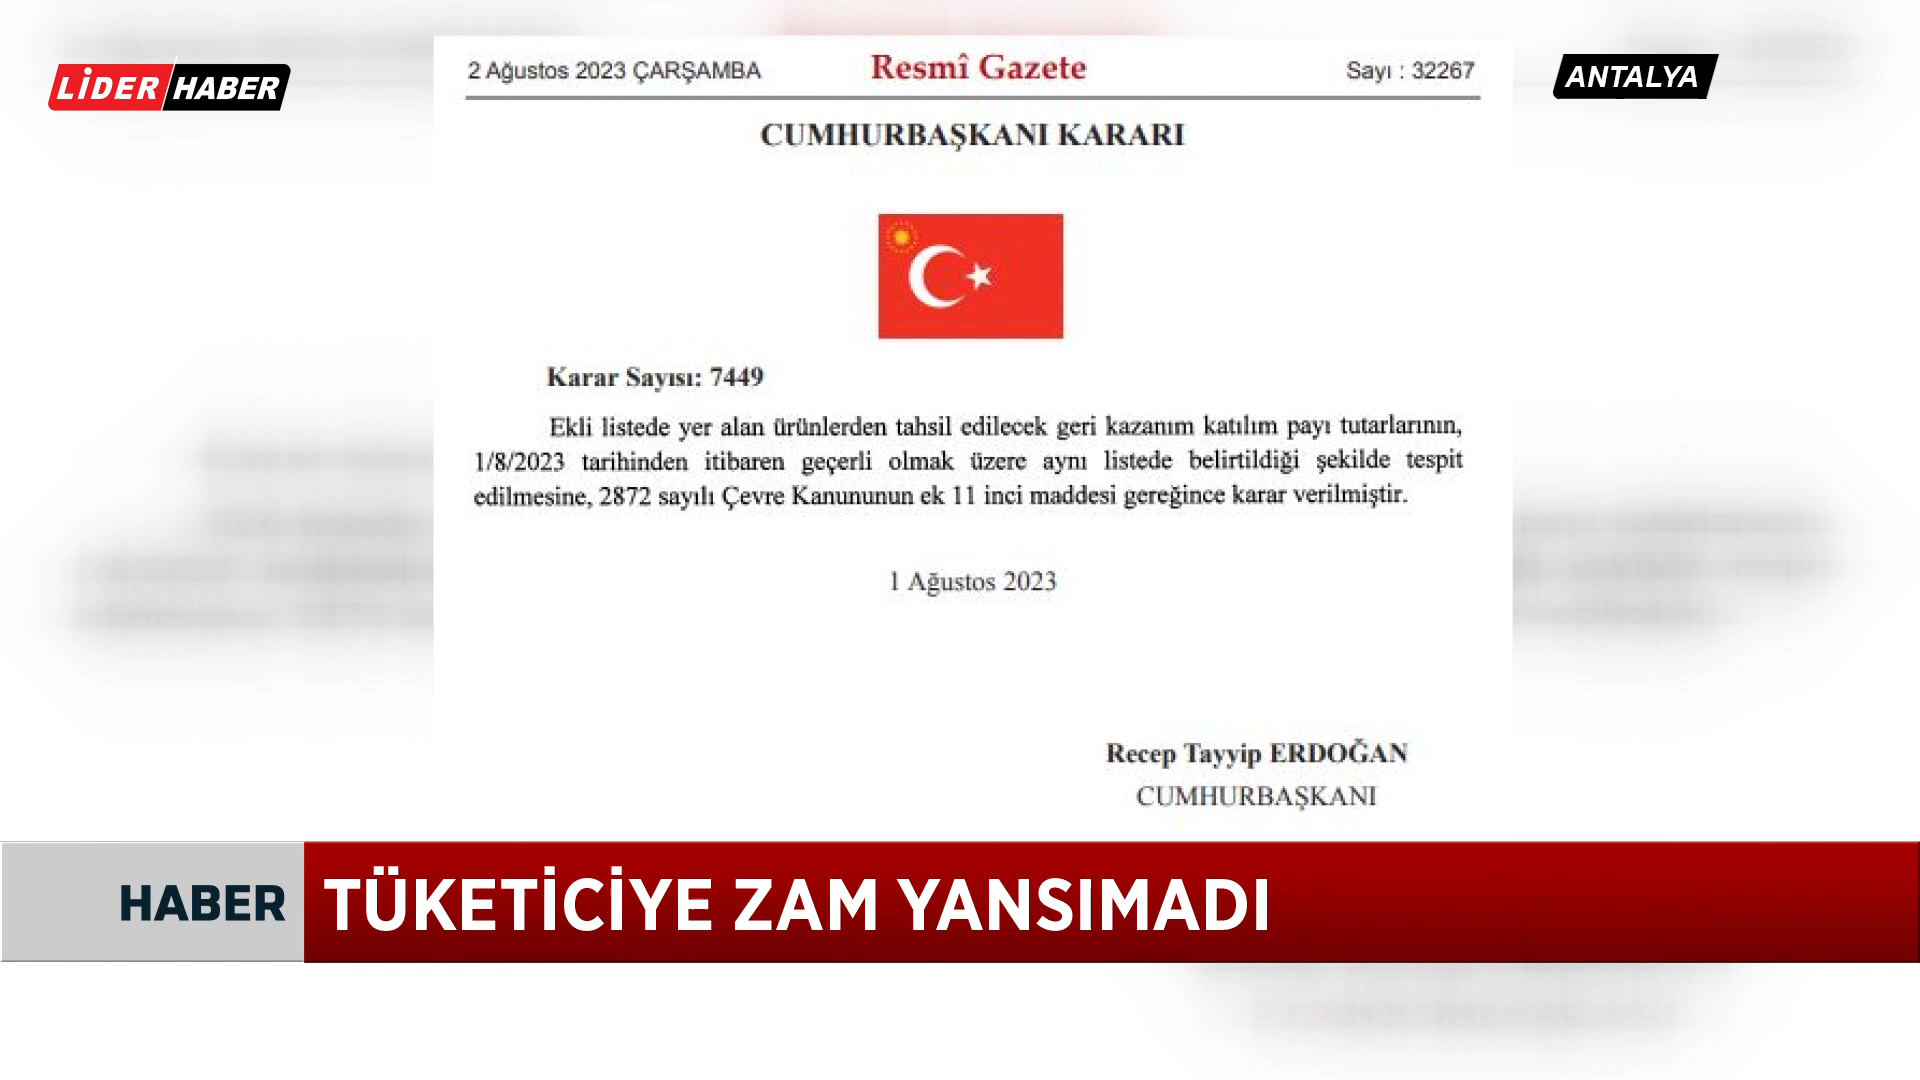 LİDER HABER
ANTALYA
2 Ağustos 2023 ÇARŞAMBA
Resmî Gazete
Sayı : 32267
CUMHURBAŞKANI KARARI
Karar Sayısı: 7449
Ekli listede yer alan ürünlerden tahsil edilecek geri kazanım katılım payı tutarlarının,
1/8/2023 tarihinden itibaren geçerli olmak üzere aynı listede belirtildiği şekilde tespit
edilmesine, 2872 sayılı Çevre Kanununun ek 11 inci maddesi gereğince karar verilmiştir.
1 Ağustos 2023
Recep Tayyip ERDOĞAN
CUMHURBAŞKANI
HABER
TÜKETİCİYE ZAM YANSIMADI